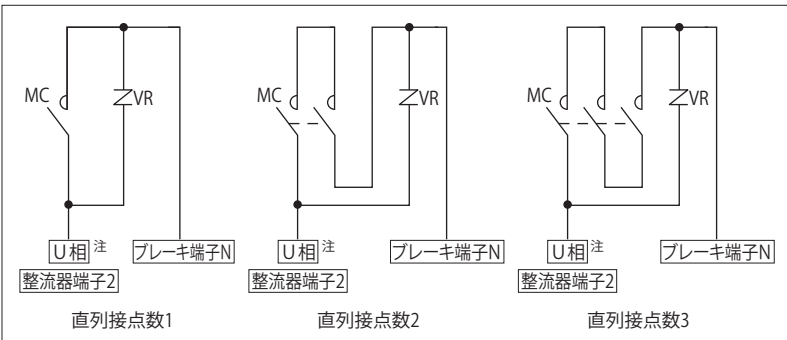 MC VR MC VR MC VR
U相 注 ブレーキ端子N U相 注 ブレーキ端子N U相 注 ブレーキ端子N
整流器端子2 整流器端子2 整流器端子2
直列接点数1 直列接点数2 直列接点数3